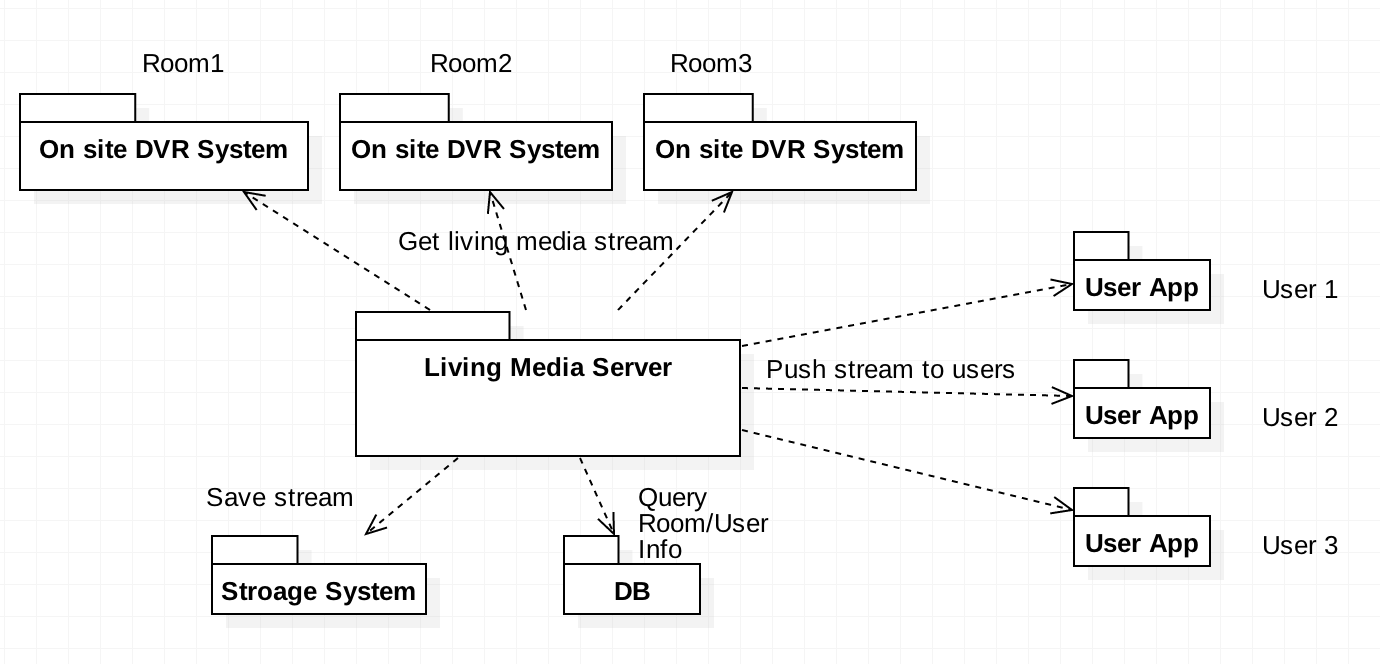 Room1
Room2
Room3
On site DVR System
On site DVR System
On site DVR System
Get living media stream
User App
User 1
Living Media Server
Push stream to users
User App
User 2
Save stream
Query
Room/User
Info
User App
User 3
Stroage System
DB